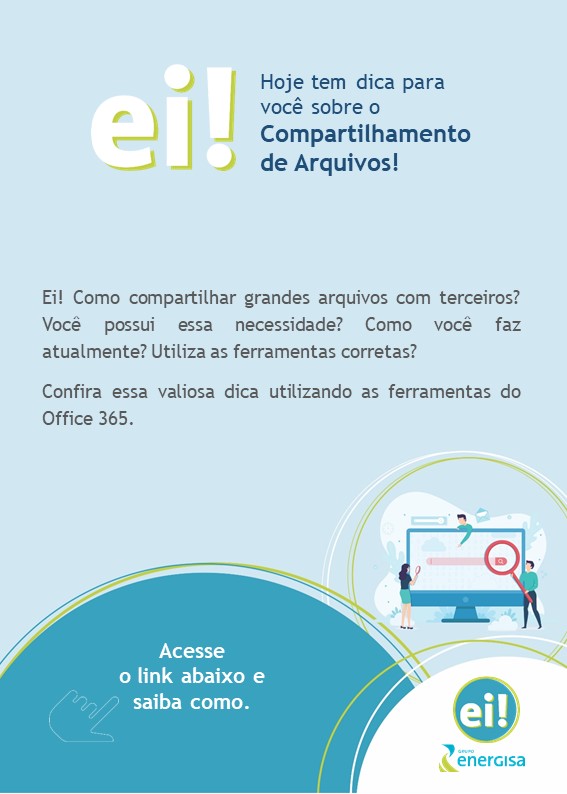 ei!
Hoje tem dica para
você sobre o
Compartilhamento
de Arquivos!
Ei! Como compartilhar grandes arquivos com terceiros?
Você possui essa necessidade? Como você faz
atualmente? Utiliza as ferramentas corretas?
Confira essa valiosa dica utilizando as ferramentas do
Office 365.
Acesse
o link abaixo e
saiba como.
ei!
GRUPO
energisa